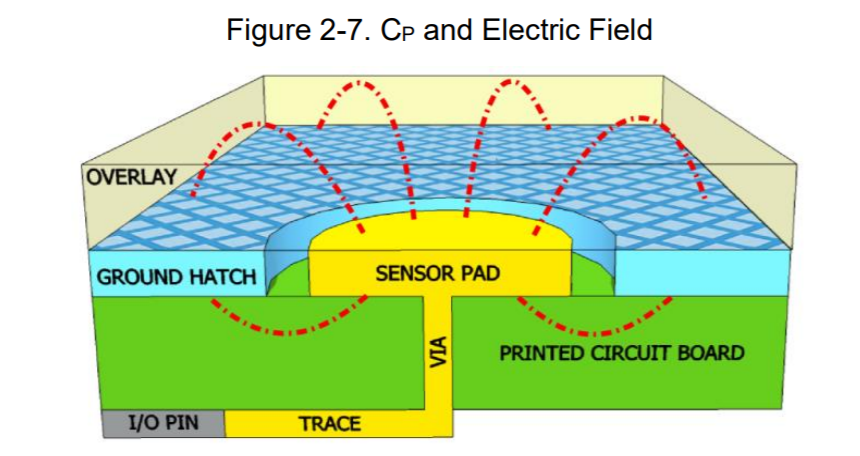 Figure 2-7. CP and Electric Field
OVERLAY
GROUND HATCH
SENSOR PAD
VIA
PRINTED CIRCUIT BOARD
I/O PIN
TRACE